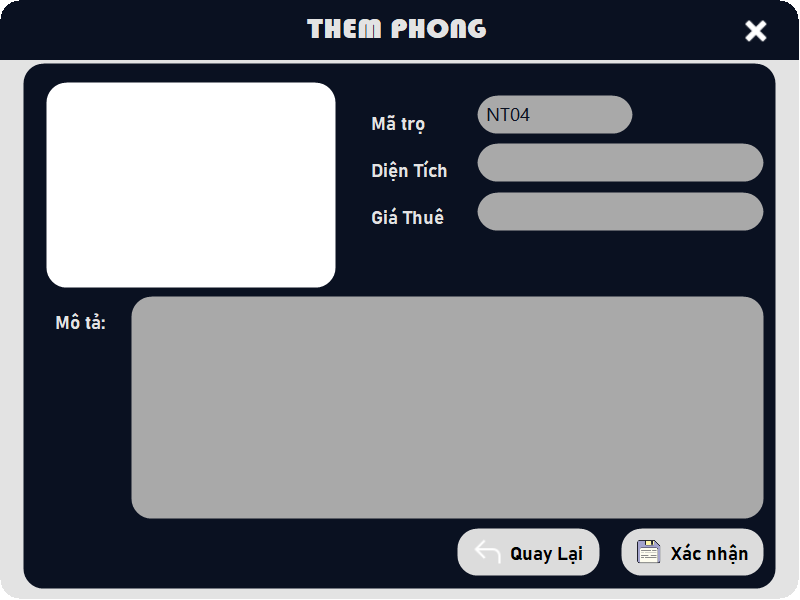 THEM PHONG
Mã trọ
NT04
Diện Tích
Giá Thuê
Mô tả:
Quay Lại
Xác nhận